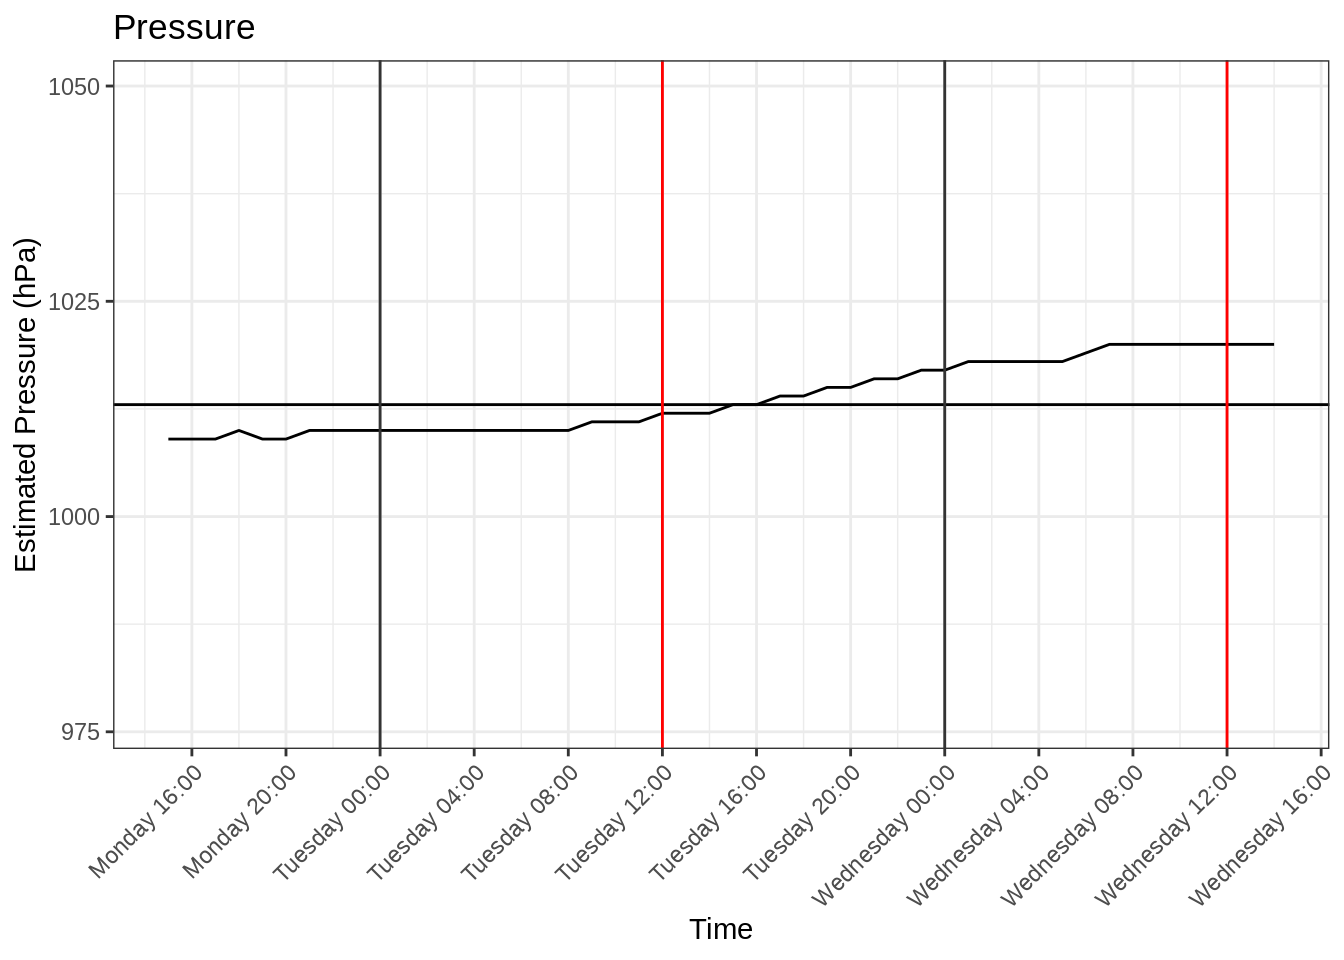 Pressure
Estimated Pressure (hPa)
1050
1025
1000
975
Monday 16:00
Monday 20:00
Tuesday 00:00
Tuesday 04:00
Tuesday 08:00
Tuesday 12:00
Tuesday 16:00
Tuesday 20:00
Wednesday 00:00
Wednesday 04:00
Wednesday 08:00
Wednesday 12:00
Wednesday 16:00
Time